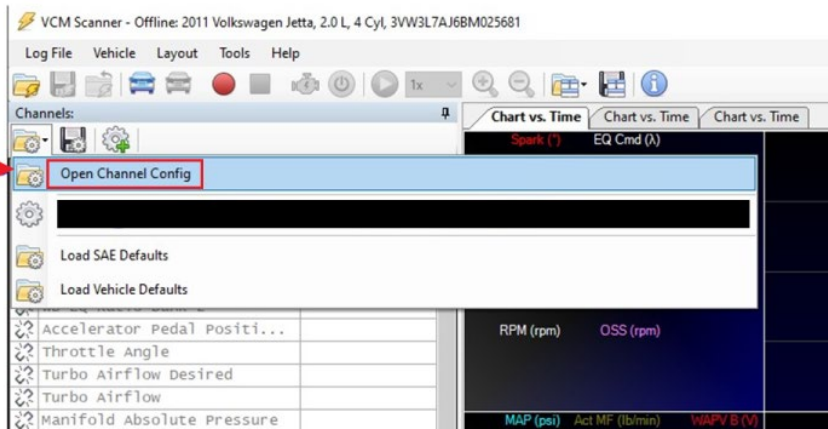 VCM Scanner - Offline: 2011 Volkswagen Jetta, 2.0 L, 4 Cyl, 3VW3L7AJ6BM025681
Log File Vehicle Layout Tools Help
1x
Channels:
Chart vs. Time Chart vs. Time Chart vs. Time
Spark (°) EQ Cmd (λ)
Open Channel Config
Load SAE Defaults
Load Vehicle Defaults
Accelerator Pedal Positi...
RPM (rpm) OSS (rpm)
Throttle Angle
Turbo Airflow Desired
Turbo Airflow
Manifold Absolute Pressure
MAP (psi) Act MF (lb/min) WAPV B (V)